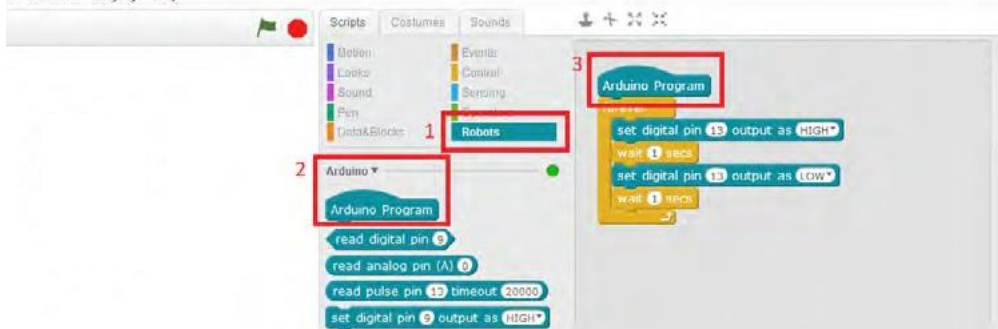 Scripts Costumes Sounds
Motion Events
Looks Control
Sound Sensing
Pen Operators
Data&Blocks 1 Robots
2 Arduino
Arduino Program
read digital pin 9
read analog pin (A) 0
read pulse pin 13 timeout 20000
set digital pin 9 output as HIGH
3
Arduino Program
forever
set digital pin 13 output as HIGH
wait 1 secs
set digital pin 13 output as LOW
wait 1 secs